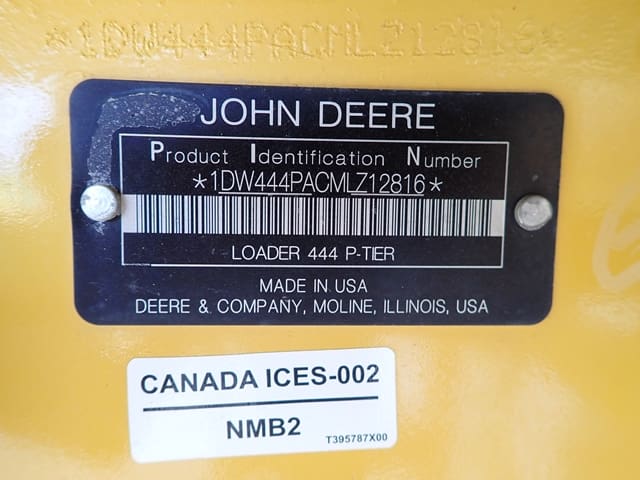 *1DW444PACMLZ12816*
JOHN DEERE
Product Identification Number
*1DW444PACMLZ12816*
LOADER 444 P-TIER
MADE IN USA
DEERE & COMPANY, MOLINE, ILLINOIS, USA
CANADA ICES-002
NMB2
T395787X00